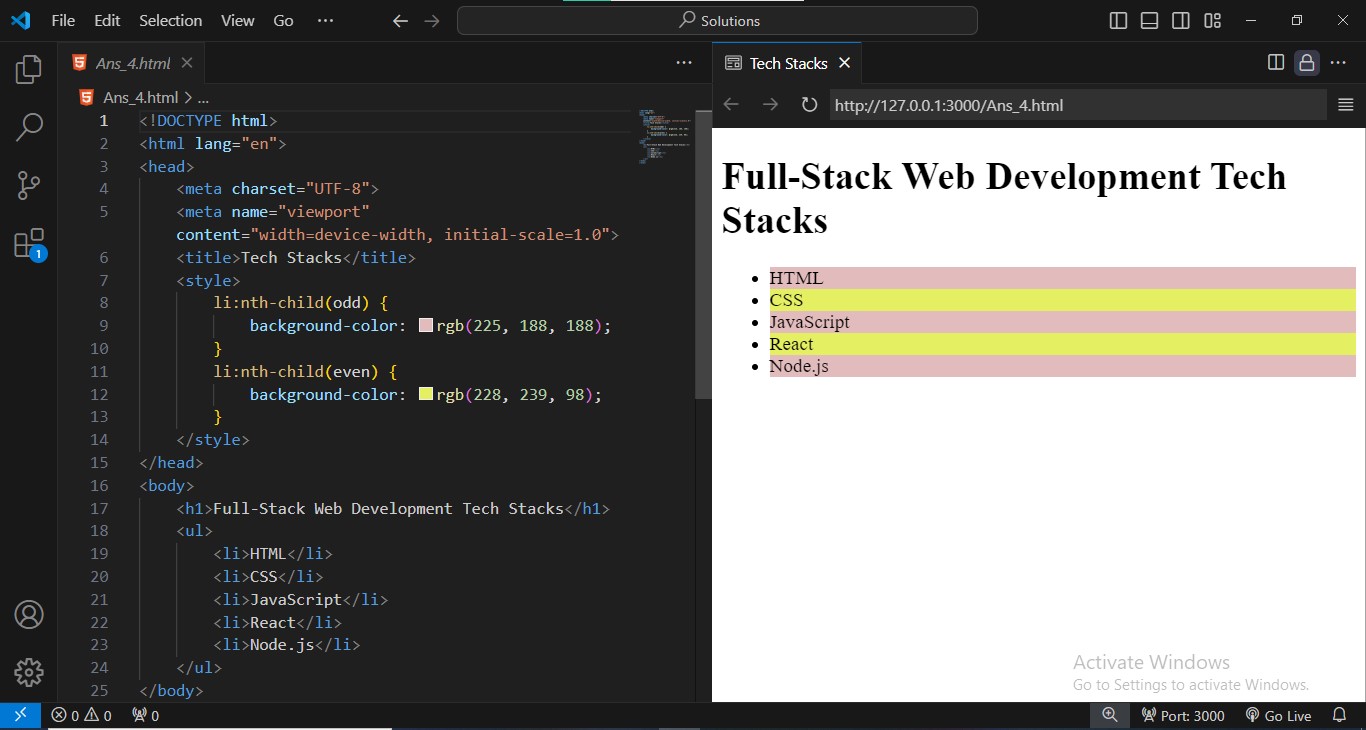 File Edit Selection View Go ··· Solutions
Ans_4.html
Ans_4.html > ...
1 <!DOCTYPE html>
2 <html lang="en">
3 <head>
4     <meta charset="UTF-8">
5     <meta name="viewport"
    content="width=device-width, initial-scale=1.0">
6     <title>Tech Stacks</title>
7     <style>
8         li:nth-child(odd) {
9             background-color: rgb(225, 188, 188);
10         }
11         li:nth-child(even) {
12             background-color: rgb(228, 239, 98);
13         }
14     </style>
15 </head>
16 <body>
17     <h1>Full-Stack Web Development Tech Stacks</h1>
18     <ul>
19         <li>HTML</li>
20         <li>CSS</li>
21         <li>JavaScript</li>
22         <li>React</li>
23         <li>Node.js</li>
24     </ul>
25 </body>
1
Tech Stacks
http://127.0.0.1:3000/Ans_4.html
Full-Stack Web Development Tech
Stacks
• HTML
• CSS
• JavaScript
• React
• Node.js
Activate Windows
Go to Settings to activate Windows.
0 0 0 Port: 3000 Go Live